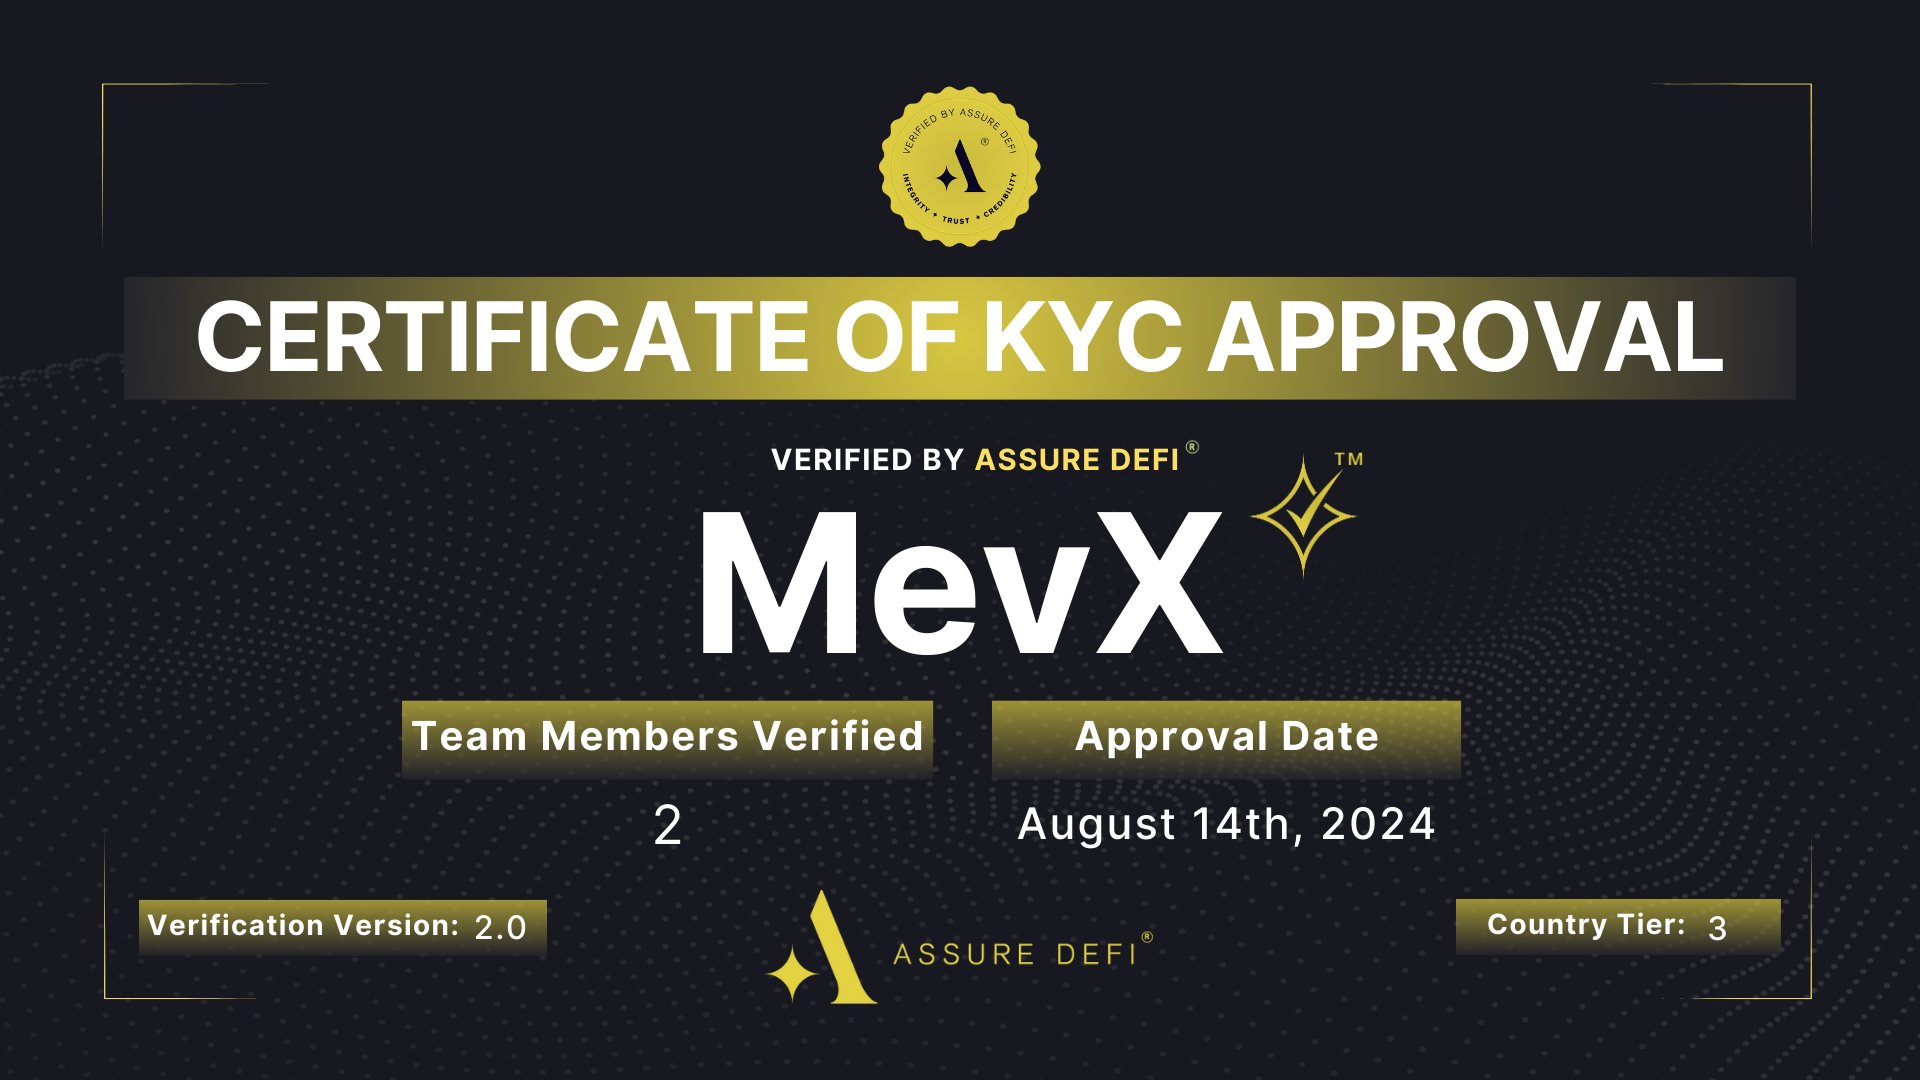 VERIFIED BY ASSURE DEFI
A ®
INTEGRITY ✦ TRUST ✦ CREDIBILITY
CERTIFICATE OF KYC APPROVAL
VERIFIED BY ASSURE DEFI ®
TM
MevX
Team Members Verified
2
Approval Date
August 14th, 2024
Verification Version: 2.0
ASSURE DEFI ®
Country Tier: 3